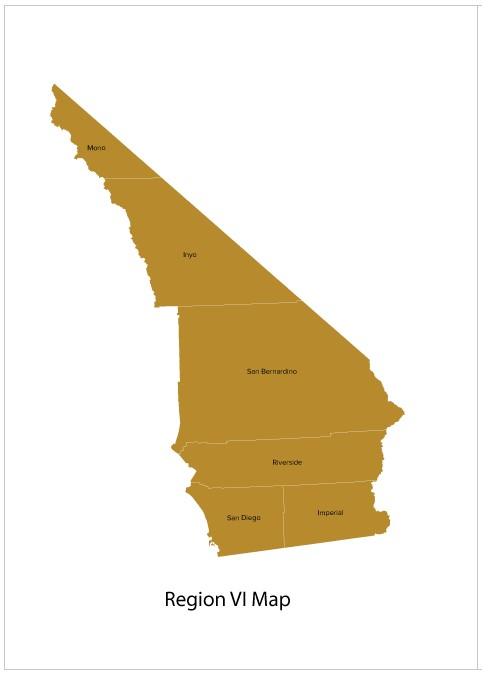 Mono
Inyo
San Bernardino
Riverside
San Diego
Imperial
Region VI Map